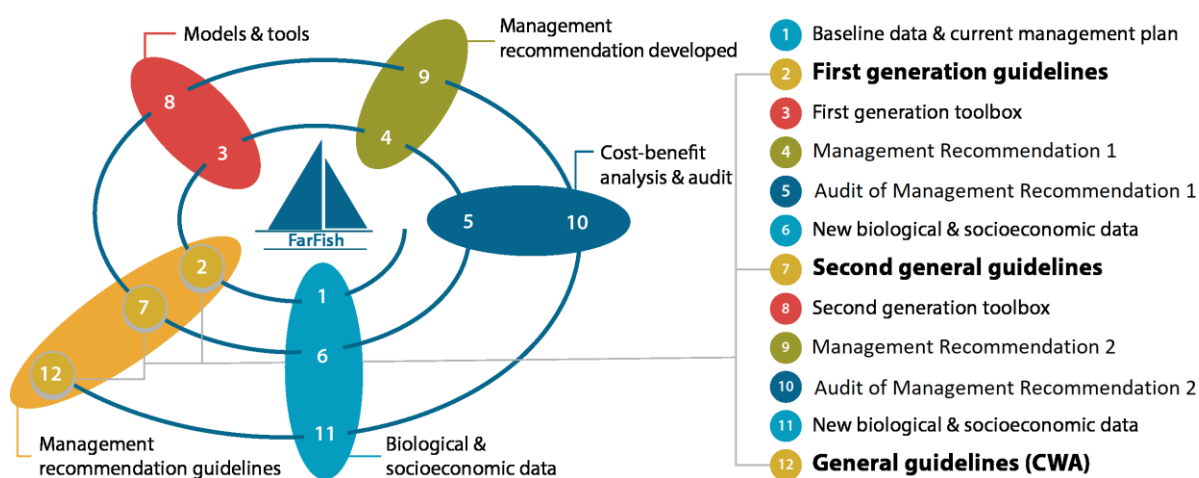 Models & tools
Management
recommendation developed
8
9
3
4
Cost-benefit
analysis & audit
FarFish
5
10
2
1
7
6
12
11
Management
recommendation guidelines
Biological &
socioeconomic data
1 Baseline data & current management plan
2 First generation guidelines
3 First generation toolbox
4 Management Recommendation 1
5 Audit of Management Recommendation 1
6 New biological & socioeconomic data
7 Second general guidelines
8 Second generation toolbox
9 Management Recommendation 2
10 Audit of Management Recommendation 2
11 New biological & socioeconomic data
12 General guidelines (CWA)